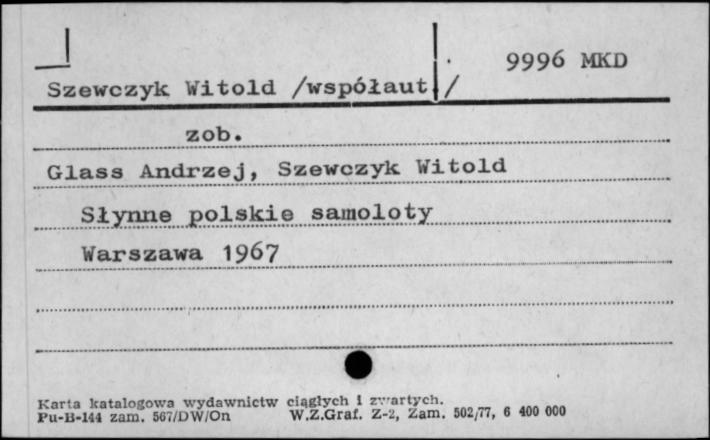 9996 MKD
Szewczyk Witold /współaut./
zob.
Glass Andrzej, Szewczyk Witold
Słynne polskie samoloty
Warszawa 1967
Karta katalogowa wydawnictw ciągłych i zwartych.
Pu-B-144 zam. 567/DW/On W.Z.Graf. Z-2, Zam. 502/77, 6 400 000